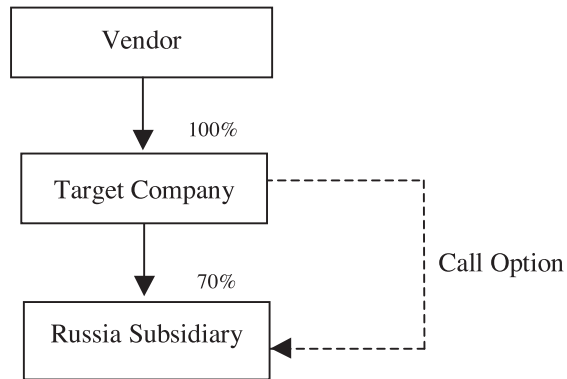 Vendor
100%
Target Company
Call Option
70%
Russia Subsidiary